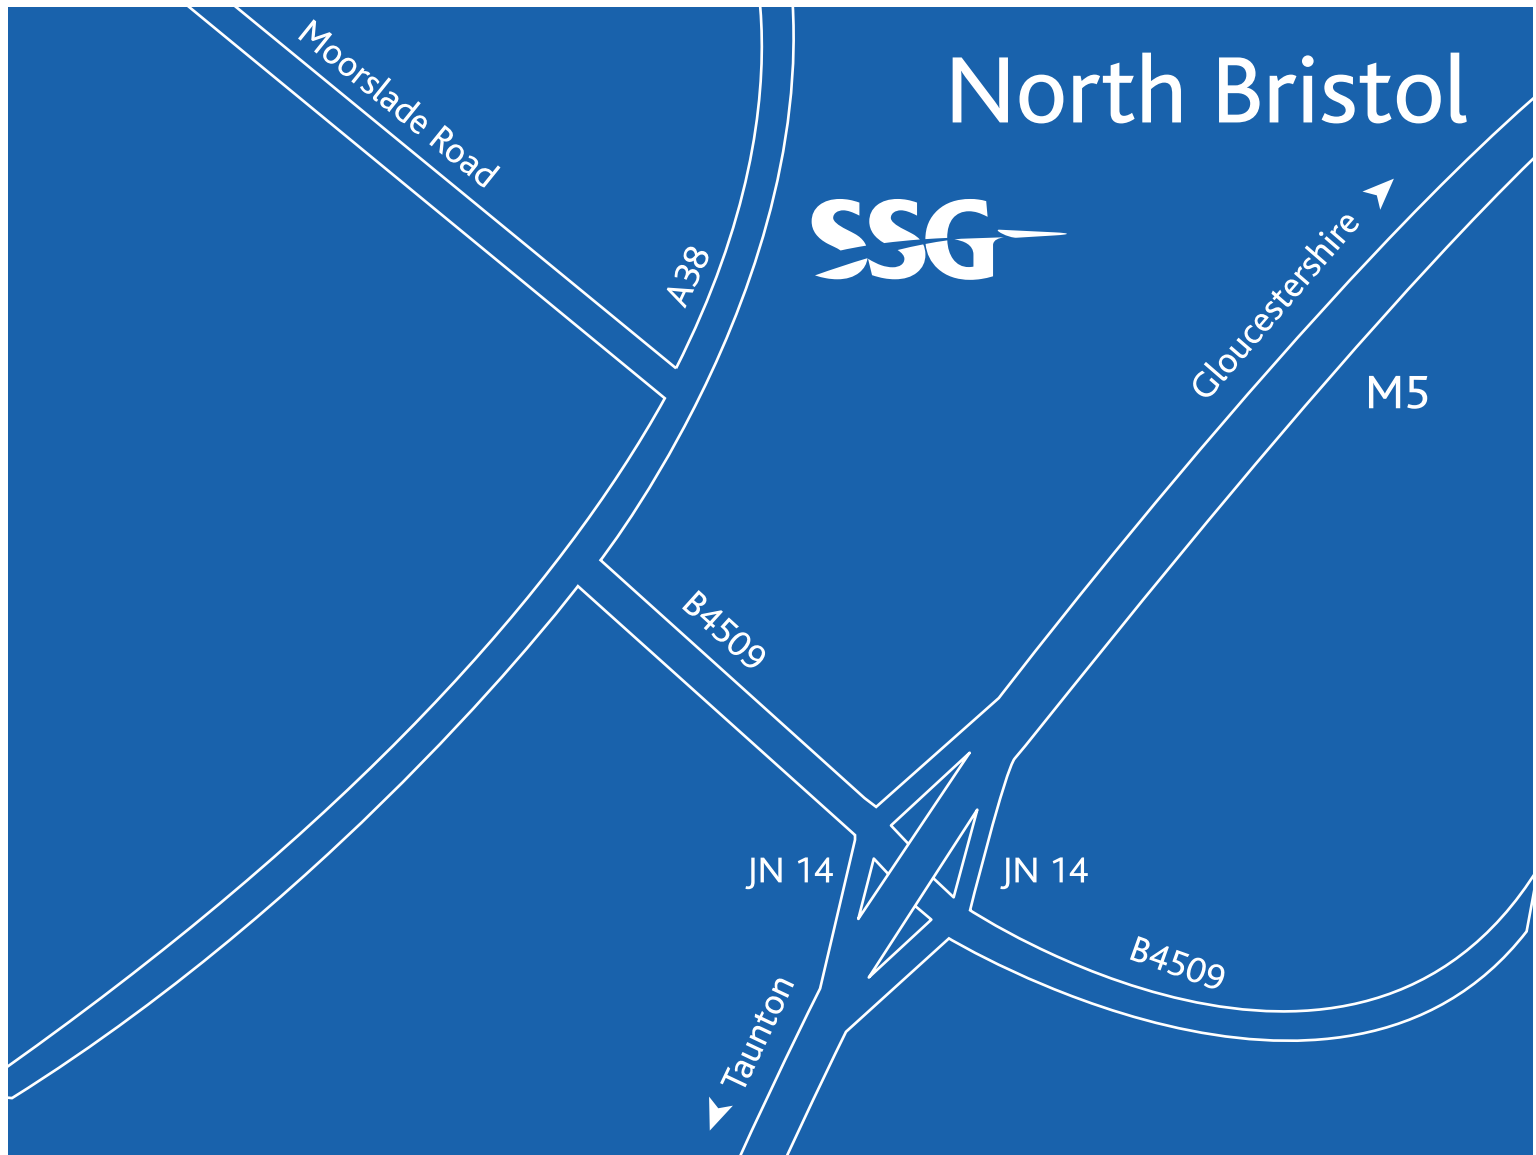 Moorslade Road
North Bristol
SSG
A38
Gloucestershire
M5
B4509
JN 14
JN 14
B4509
Taunton